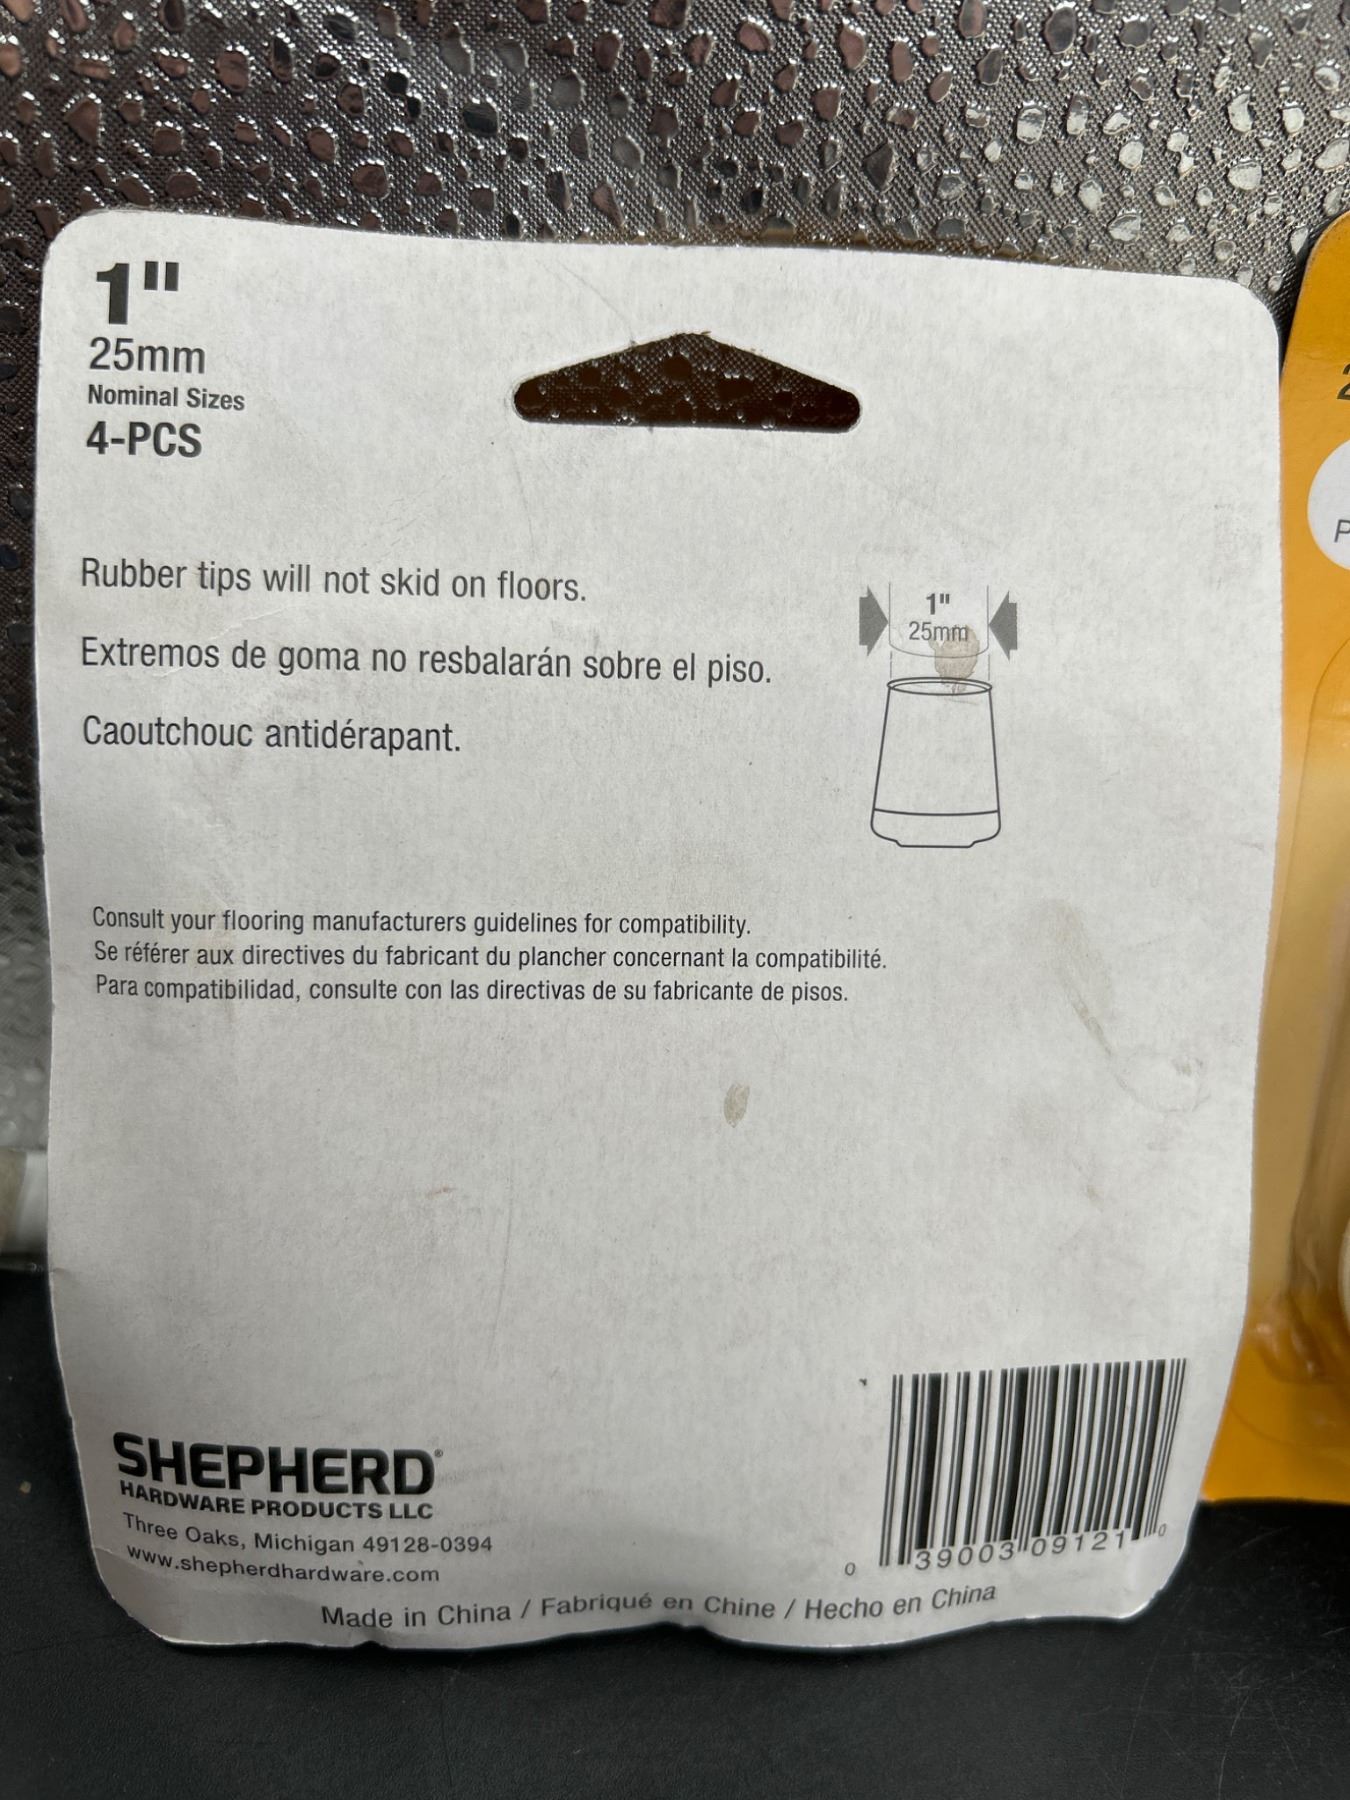 1"
25mm
Nominal Sizes
4-PCS
Rubber tips will not skid on floors.
Extremos de goma no resbalarán sobre el piso.
Caoutchouc antidérapant.
1"
25mm
Consult your flooring manufacturers guidelines for compatibility.
Se référer aux directives du fabricant du plancher concernant la compatibilité.
Para compatibilidad, consulte con las directivas de su fabricante de pisos.
SHEPHERD®
HARDWARE PRODUCTS LLC
Three Oaks, Michigan 49128-0394
www.shepherdhardware.com
0 39003 09121 0
Made in China / Fabriqué en Chine / Hecho en China
2
P